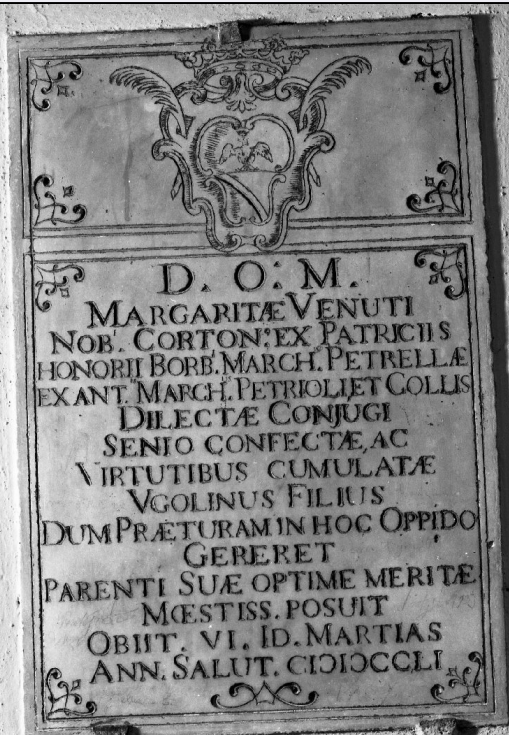 D. O. M.
MARGARITÆ VENUTI
NOB. CORTON. EX PATRICIIS
HONORII BORB. MARCH. PETRELLÆ
EX ANT. MARCH. PETRIOLI, ET COLLIS
DILECTÆ CONJUGI
SENIO CONFECTÆ, AC
VIRTUTIBUS CUMULATÆ
VGOLINUS FILIUS
DUM PRÆTURAM IN HOC OPPIDO
GERERET
PARENTI SUÆ OPTIME MERITÆ
MŒSTISS. POSUIT
OBIIT. VI. ID. MARTIAS
ANN. SALUT. CIƆIƆCCLI